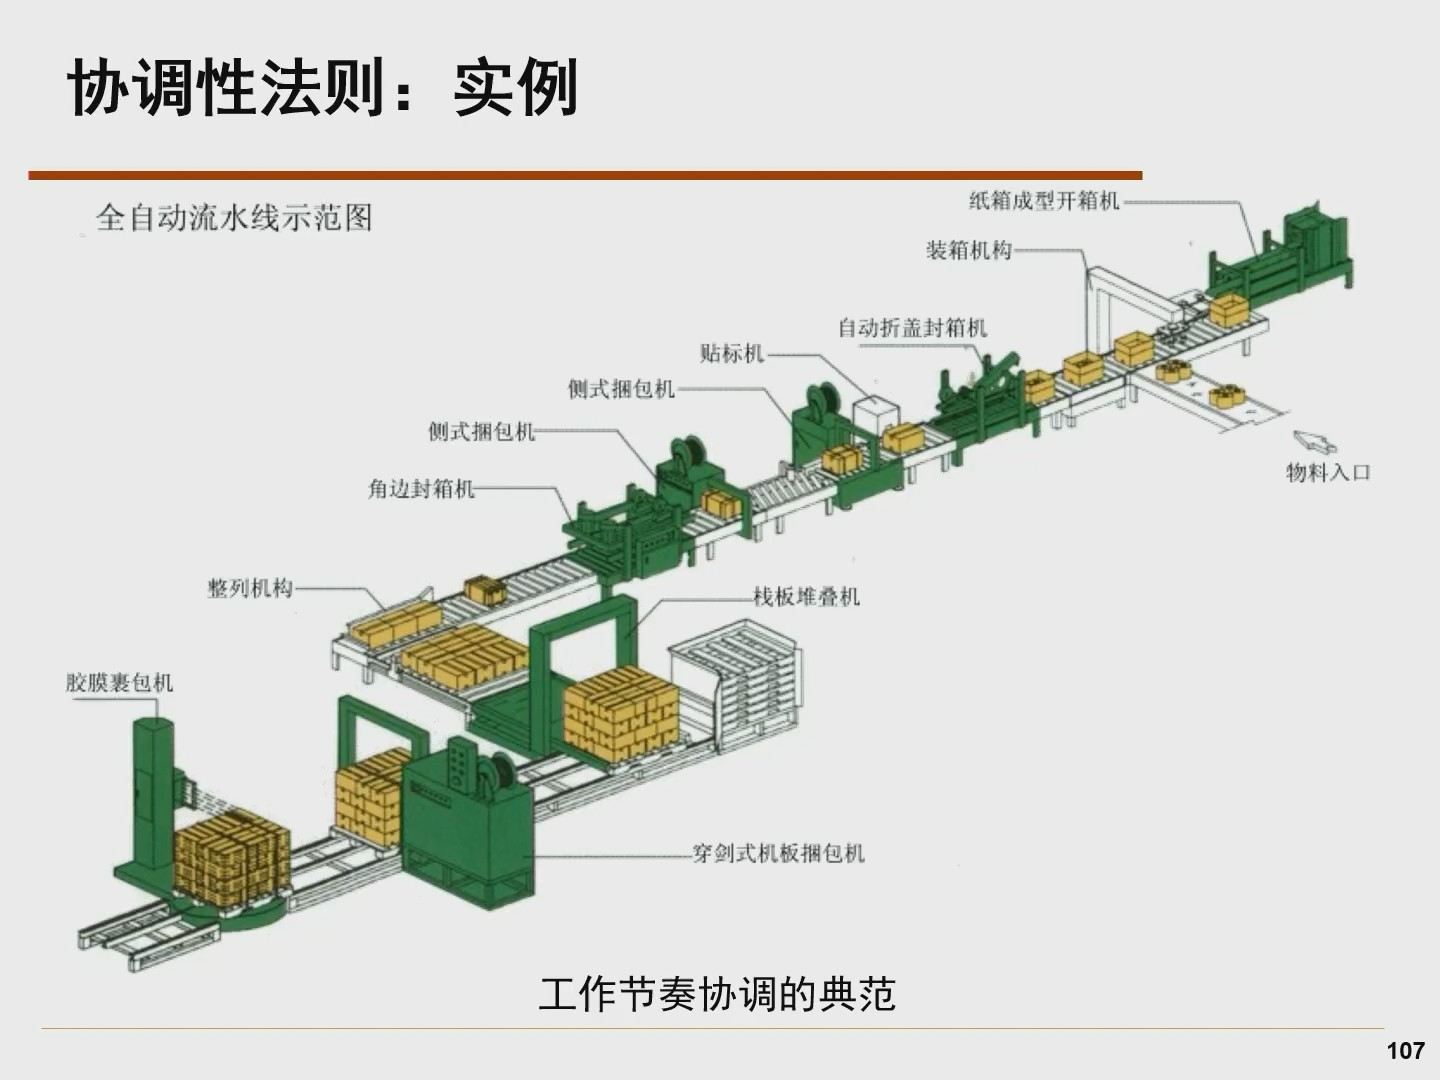 协调性法则：实例
全自动流水线示范图
纸箱成型开箱机
装箱机构
自动折盖封箱机
贴标机
侧式捆包机
侧式捆包机
角边封箱机
物料入口
整列机构
栈板堆叠机
胶膜裹包机
穿剑式机板捆包机
工作节奏协调的典范
107